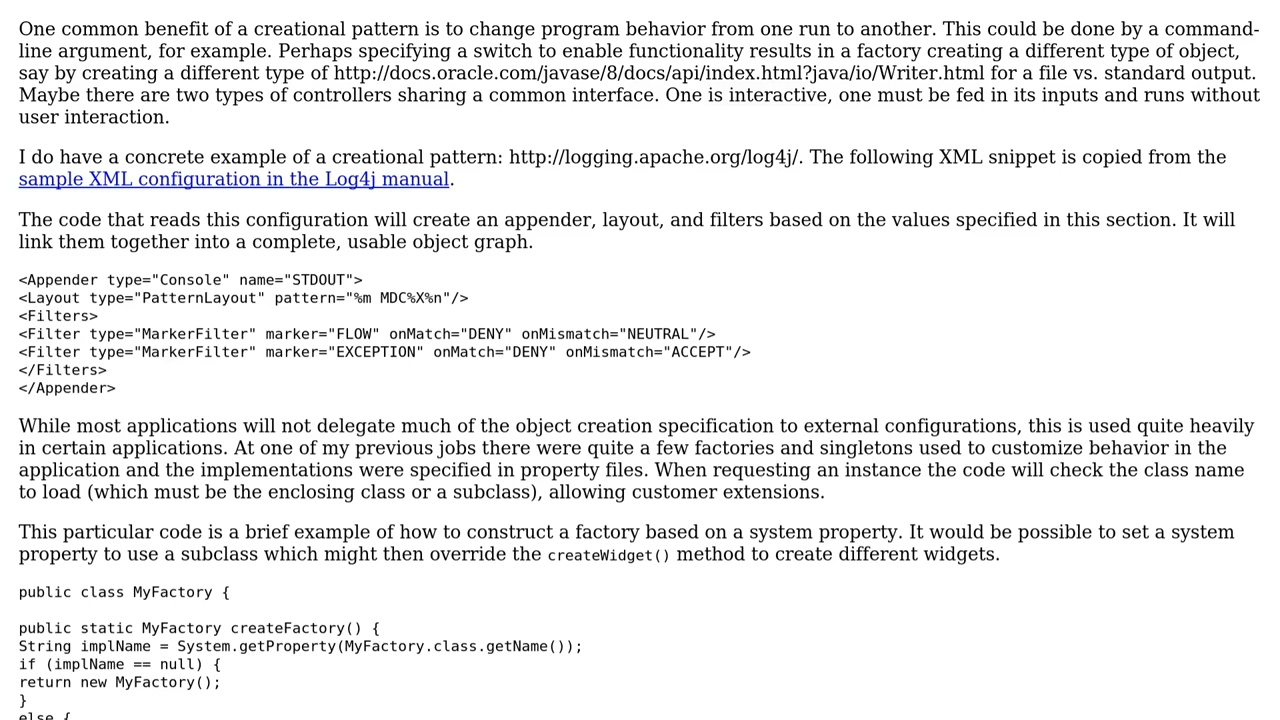 One common benefit of a creational pattern is to change program behavior from one run to another. This could be done by a command-
line argument, for example. Perhaps specifying a switch to enable functionality results in a factory creating a different type of object,
say by creating a different type of http://docs.oracle.com/javase/8/docs/api/index.html?java/io/Writer.html for a file vs. standard output.
Maybe there are two types of controllers sharing a common interface. One is interactive, one must be fed in its inputs and runs without
user interaction.
I do have a concrete example of a creational pattern: http://logging.apache.org/log4j/. The following XML snippet is copied from the
sample XML configuration in the Log4j manual.
The code that reads this configuration will create an appender, layout, and filters based on the values specified in this section. It will
link them together into a complete, usable object graph.
<Appender type="Console" name="STDOUT">
<Layout type="PatternLayout" pattern="%m MDC%X%n"/>
<Filters>
<Filter type="MarkerFilter" marker="FLOW" onMatch="DENY" onMismatch="NEUTRAL"/>
<Filter type="MarkerFilter" marker="EXCEPTION" onMatch="DENY" onMismatch="ACCEPT"/>
</Filters>
</Appender>
While most applications will not delegate much of the object creation specification to external configurations, this is used quite heavily
in certain applications. At one of my previous jobs there were quite a few factories and singletons used to customize behavior in the
application and the implementations were specified in property files. When requesting an instance the code will check the class name
to load (which must be the enclosing class or a subclass), allowing customer extensions.
This particular code is a brief example of how to construct a factory based on a system property. It would be possible to set a system
property to use a subclass which might then override the createWidget() method to create different widgets.
public class MyFactory {
public static MyFactory createFactory() {
String implName = System.getProperty(MyFactory.class.getName());
if (implName == null) {
return new MyFactory();
}
else {